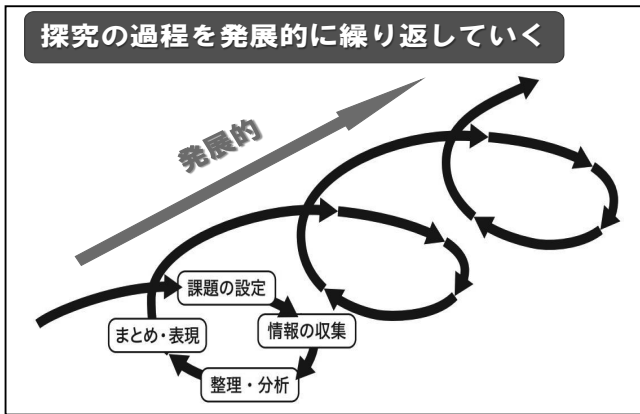 探究の過程を発展的に繰り返していく
発展的
課題の設定
情報の収集
整理・分析
まとめ・表現